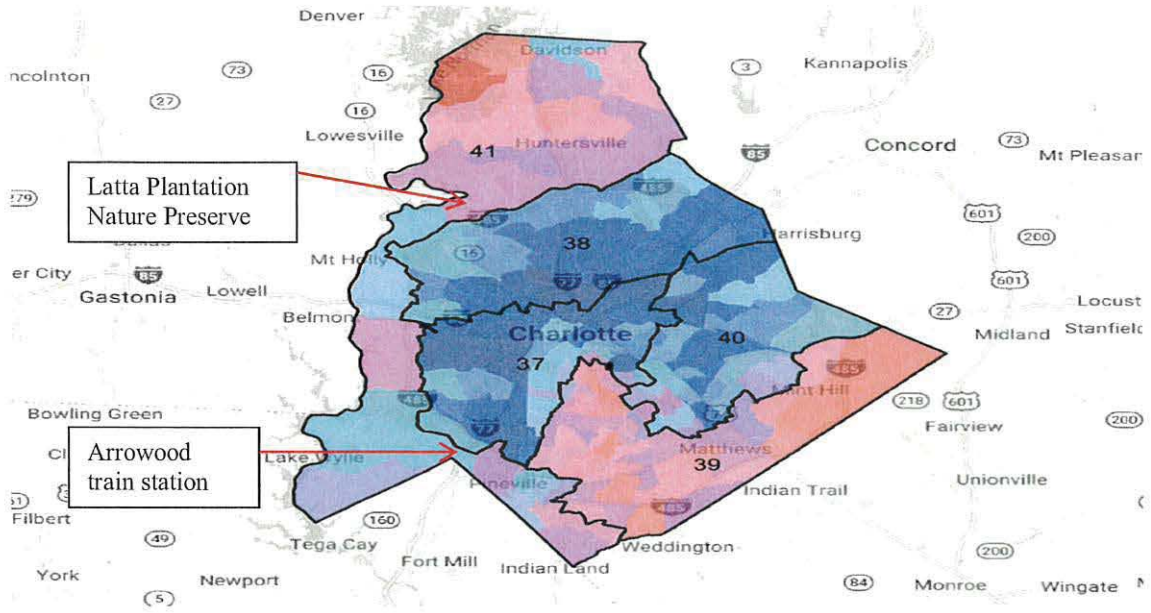 Denver
Davidson
Kannapolis
ncolnton
73
16
3
27
16
Lowesville
Huntersville
41
85
Concord
73
Mt Pleasar
Latta Plantation
Nature Preserve
279
485
485
601
200
38
Harrisburg
16
Mt Holly
er City
85
77
601
Gastonia
Lowell
Locust
Belmon
27
Midland
Stanfield
Charlotte
40
37
485
Mint Hill
Bowling Green
485
218
601
200
77
Fairview
Arrowood
train station
Lake Wylie
Matthews
39
Pineville
Indian Trail
Unionville
Filbert
160
485
49
Tega Cay
Weddington
200
Fort Mill
Indian Land
York
Newport
84
Monroe
Wingate
5